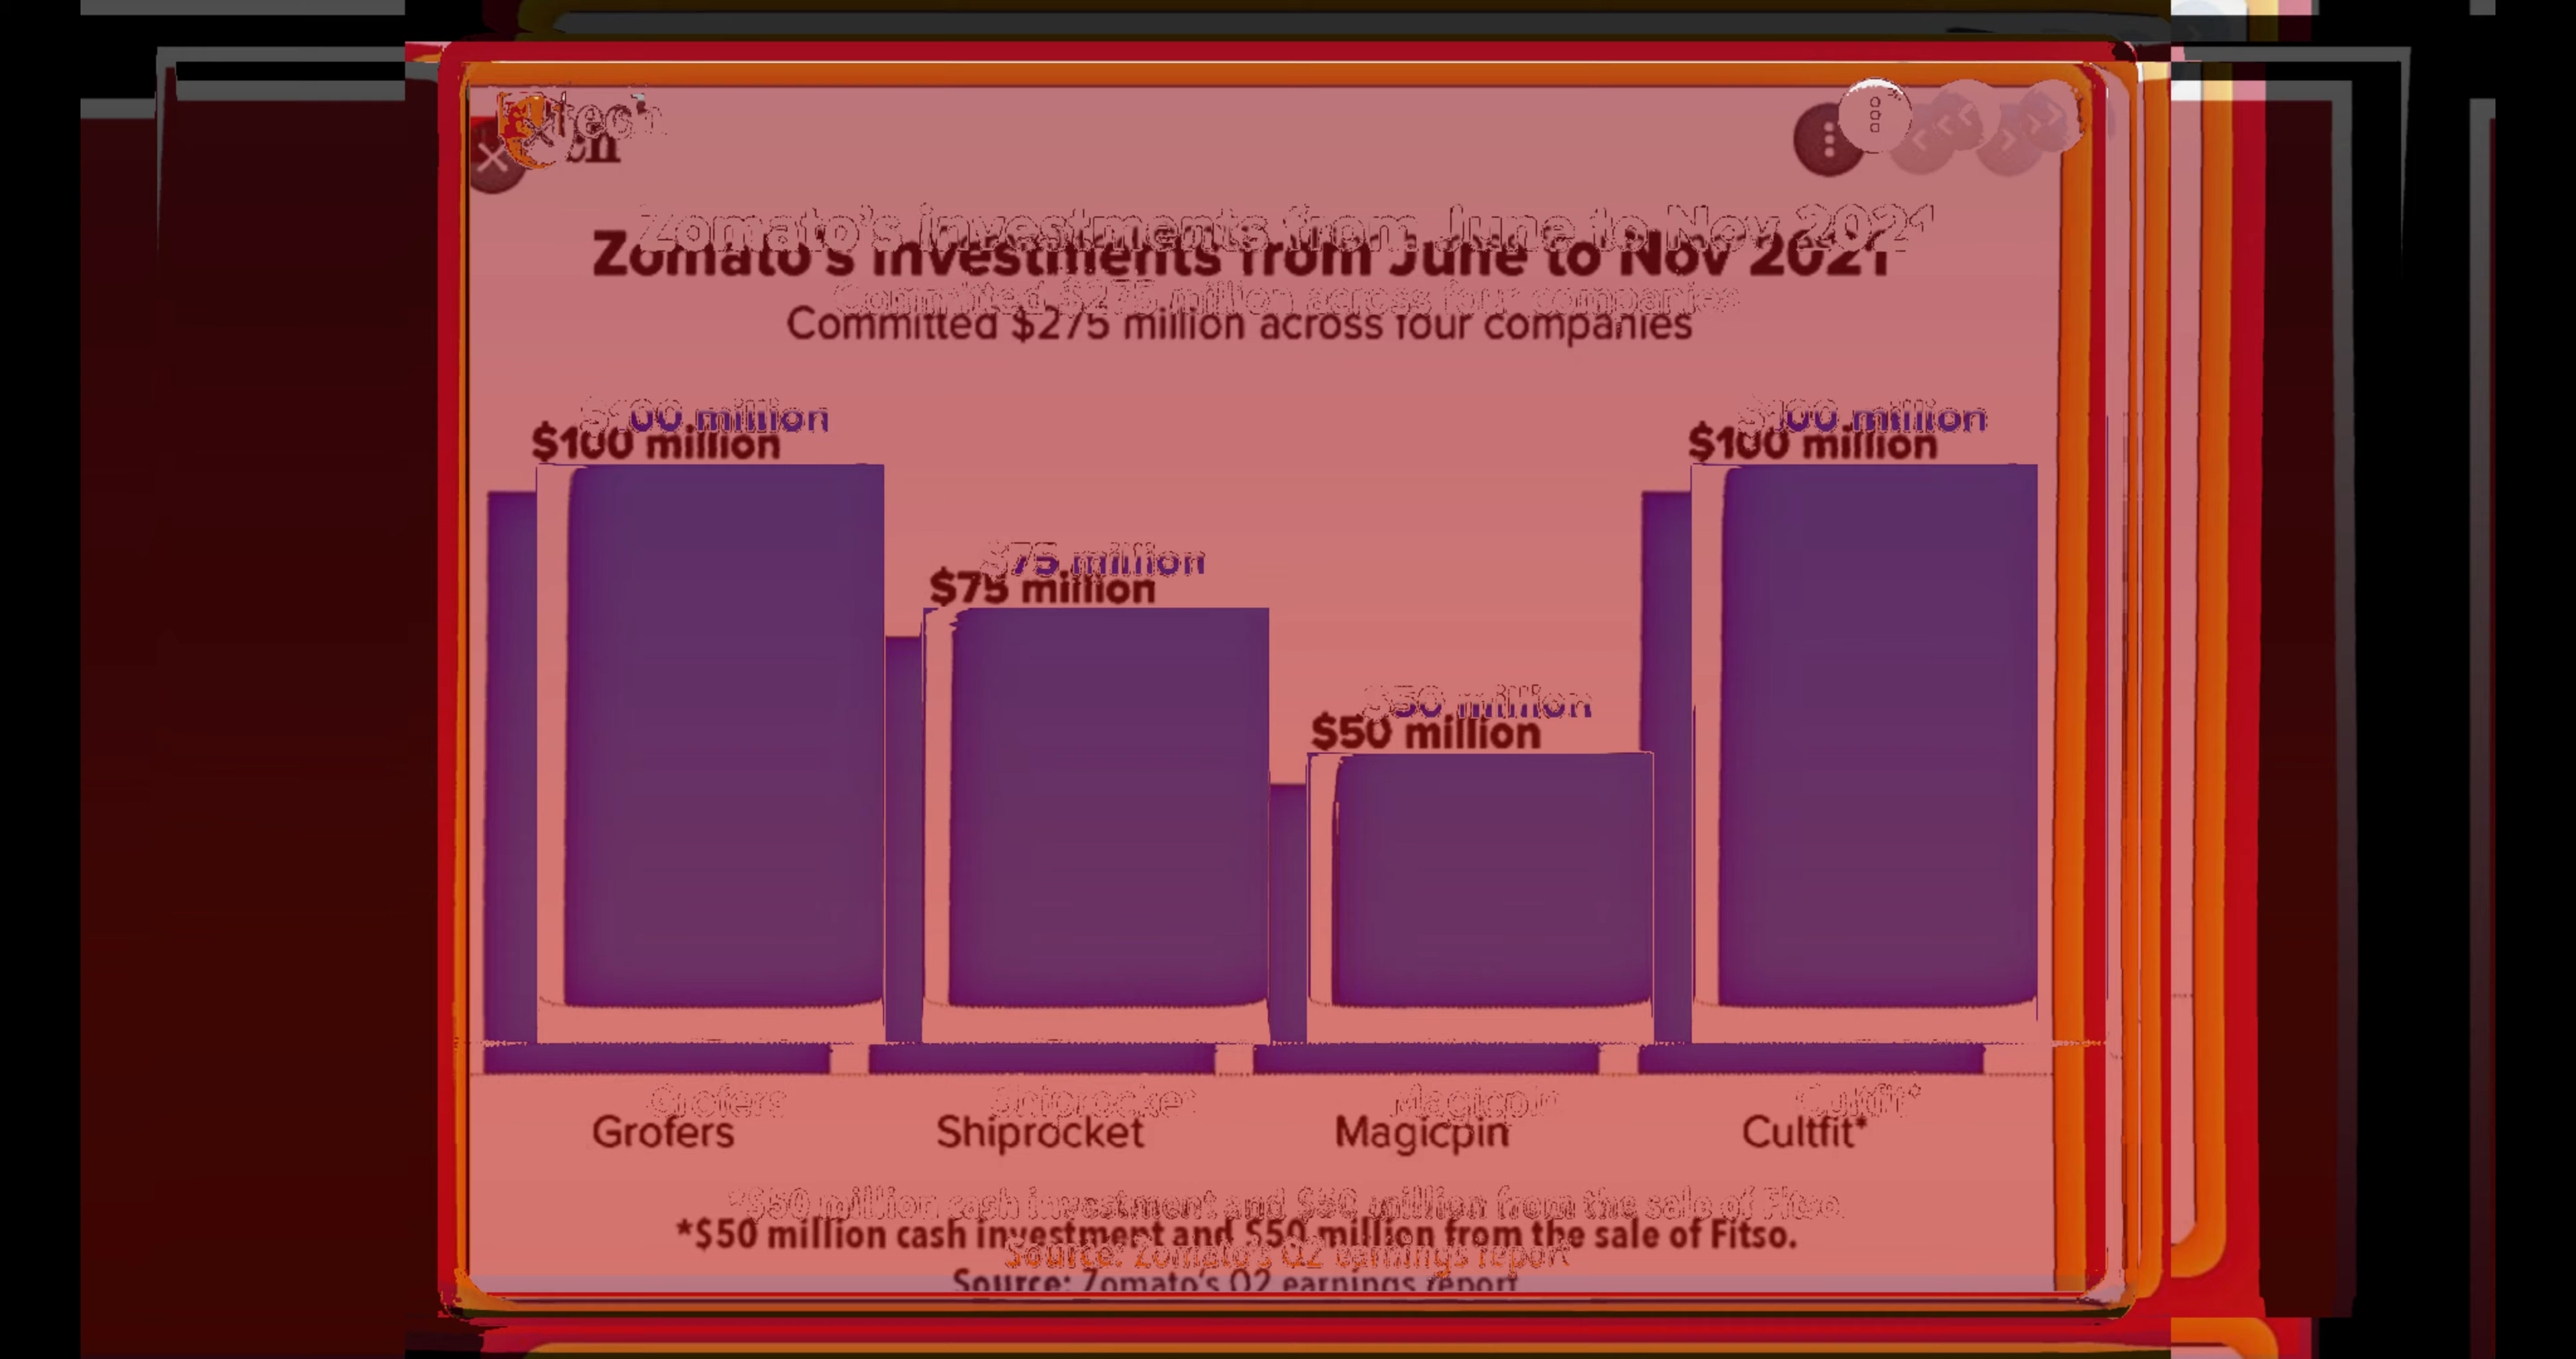 Zomato's investments from June to Nov 2021
Committed $275 million across four companies
$100 million
$100 million
$75 million
$50 million
Grofers Shiprocket Magicpin Cultfit*
*$50 million cash investment and $50 million from the sale of Fitso.
Source: Zomato's Q2 earnings report